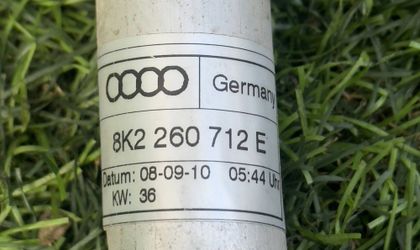 Germany
8K2 260 712 E
Datum: 08-09-10 05:44 Uhr
KW: 36